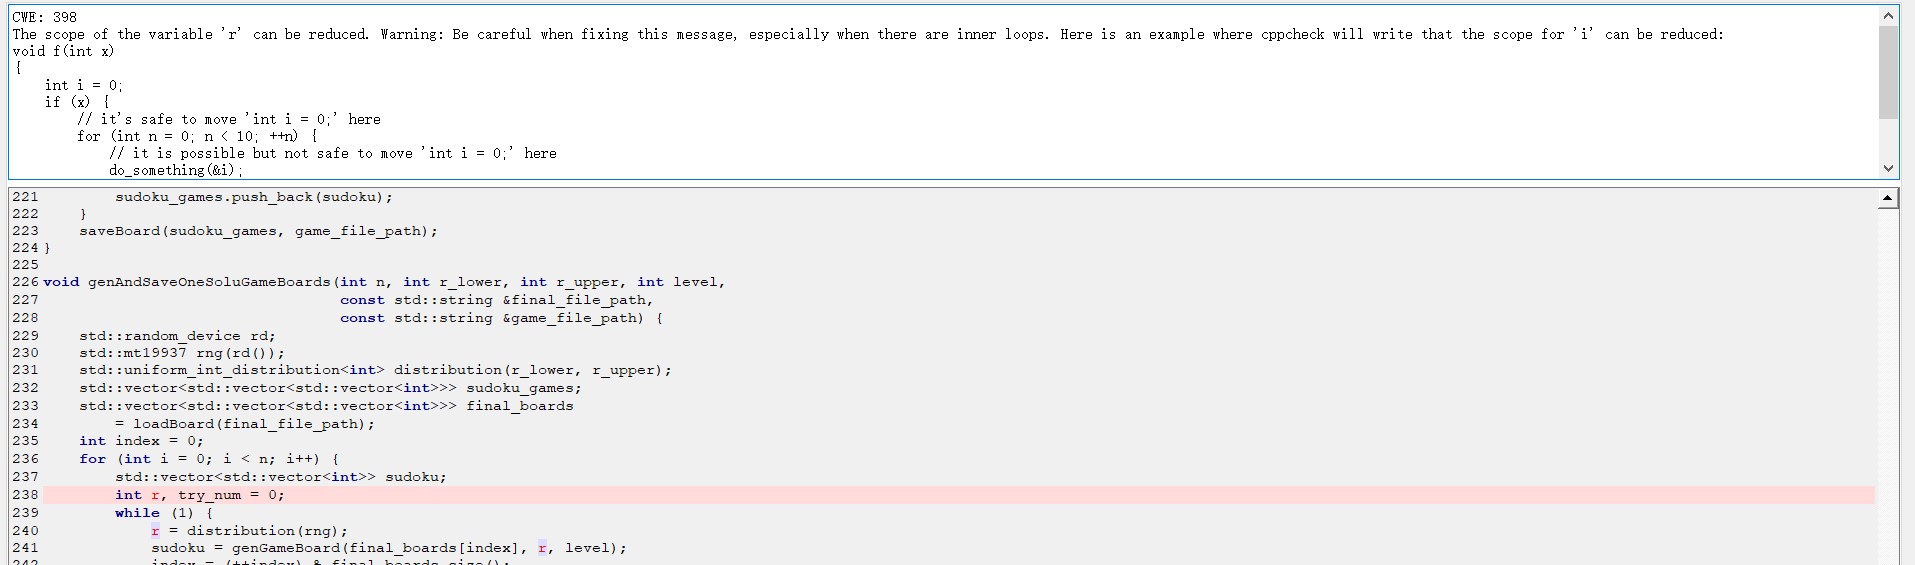 CWE: 398
The scope of the variable 'r' can be reduced. Warning: Be careful when fixing this message, especially when there are inner loops. Here is an example where cppcheck will write that the scope for 'i' can be reduced:
void f(int x)
{
    int i = 0;
    if (x) {
        // it's safe to move 'int i = 0;' here
        for (int n = 0; n < 10; ++n) {
            // it is possible but not safe to move 'int i = 0;' here
            do_something(&i);
221         sudoku_games.push_back(sudoku);
222     }
223     saveBoard(sudoku_games, game_file_path);
224 }
225
226 void genAndSaveOneSoluGameBoards(int n, int r_lower, int r_upper, int level,
227                                  const std::string &final_file_path,
228                                  const std::string &game_file_path) {
229     std::random_device rd;
230     std::mt19937 rng(rd());
231     std::uniform_int_distribution<int> distribution(r_lower, r_upper);
232     std::vector<std::vector<std::vector<int>>> sudoku_games;
233     std::vector<std::vector<std::vector<int>>> final_boards
234         = loadBoard(final_file_path);
235     int index = 0;
236     for (int i = 0; i < n; i++) {
237         std::vector<std::vector<int>> sudoku;
238         int r, try_num = 0;
239         while (1) {
240             r = distribution(rng);
241             sudoku = genGameBoard(final_boards[index], r, level);
242             index = (++index) % final_boards.size();